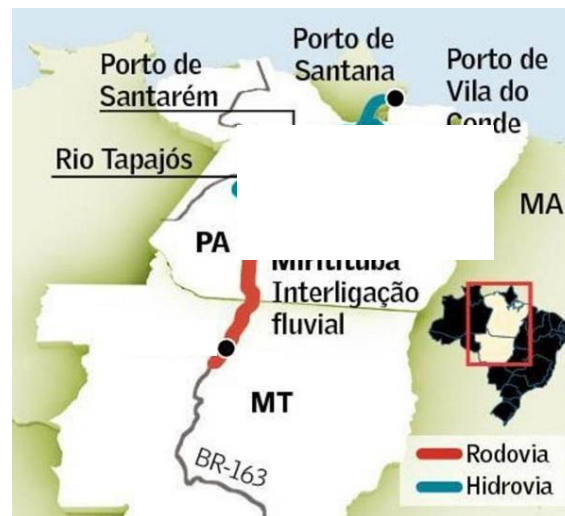 Porto de
Santana
Porto de
Santarém
Porto de
Vila do
Conde
Rio Tapajós
MA
PA
Miritituba
Interligação
fluvial
MT
BR-163
Rodovia
Hidrovia